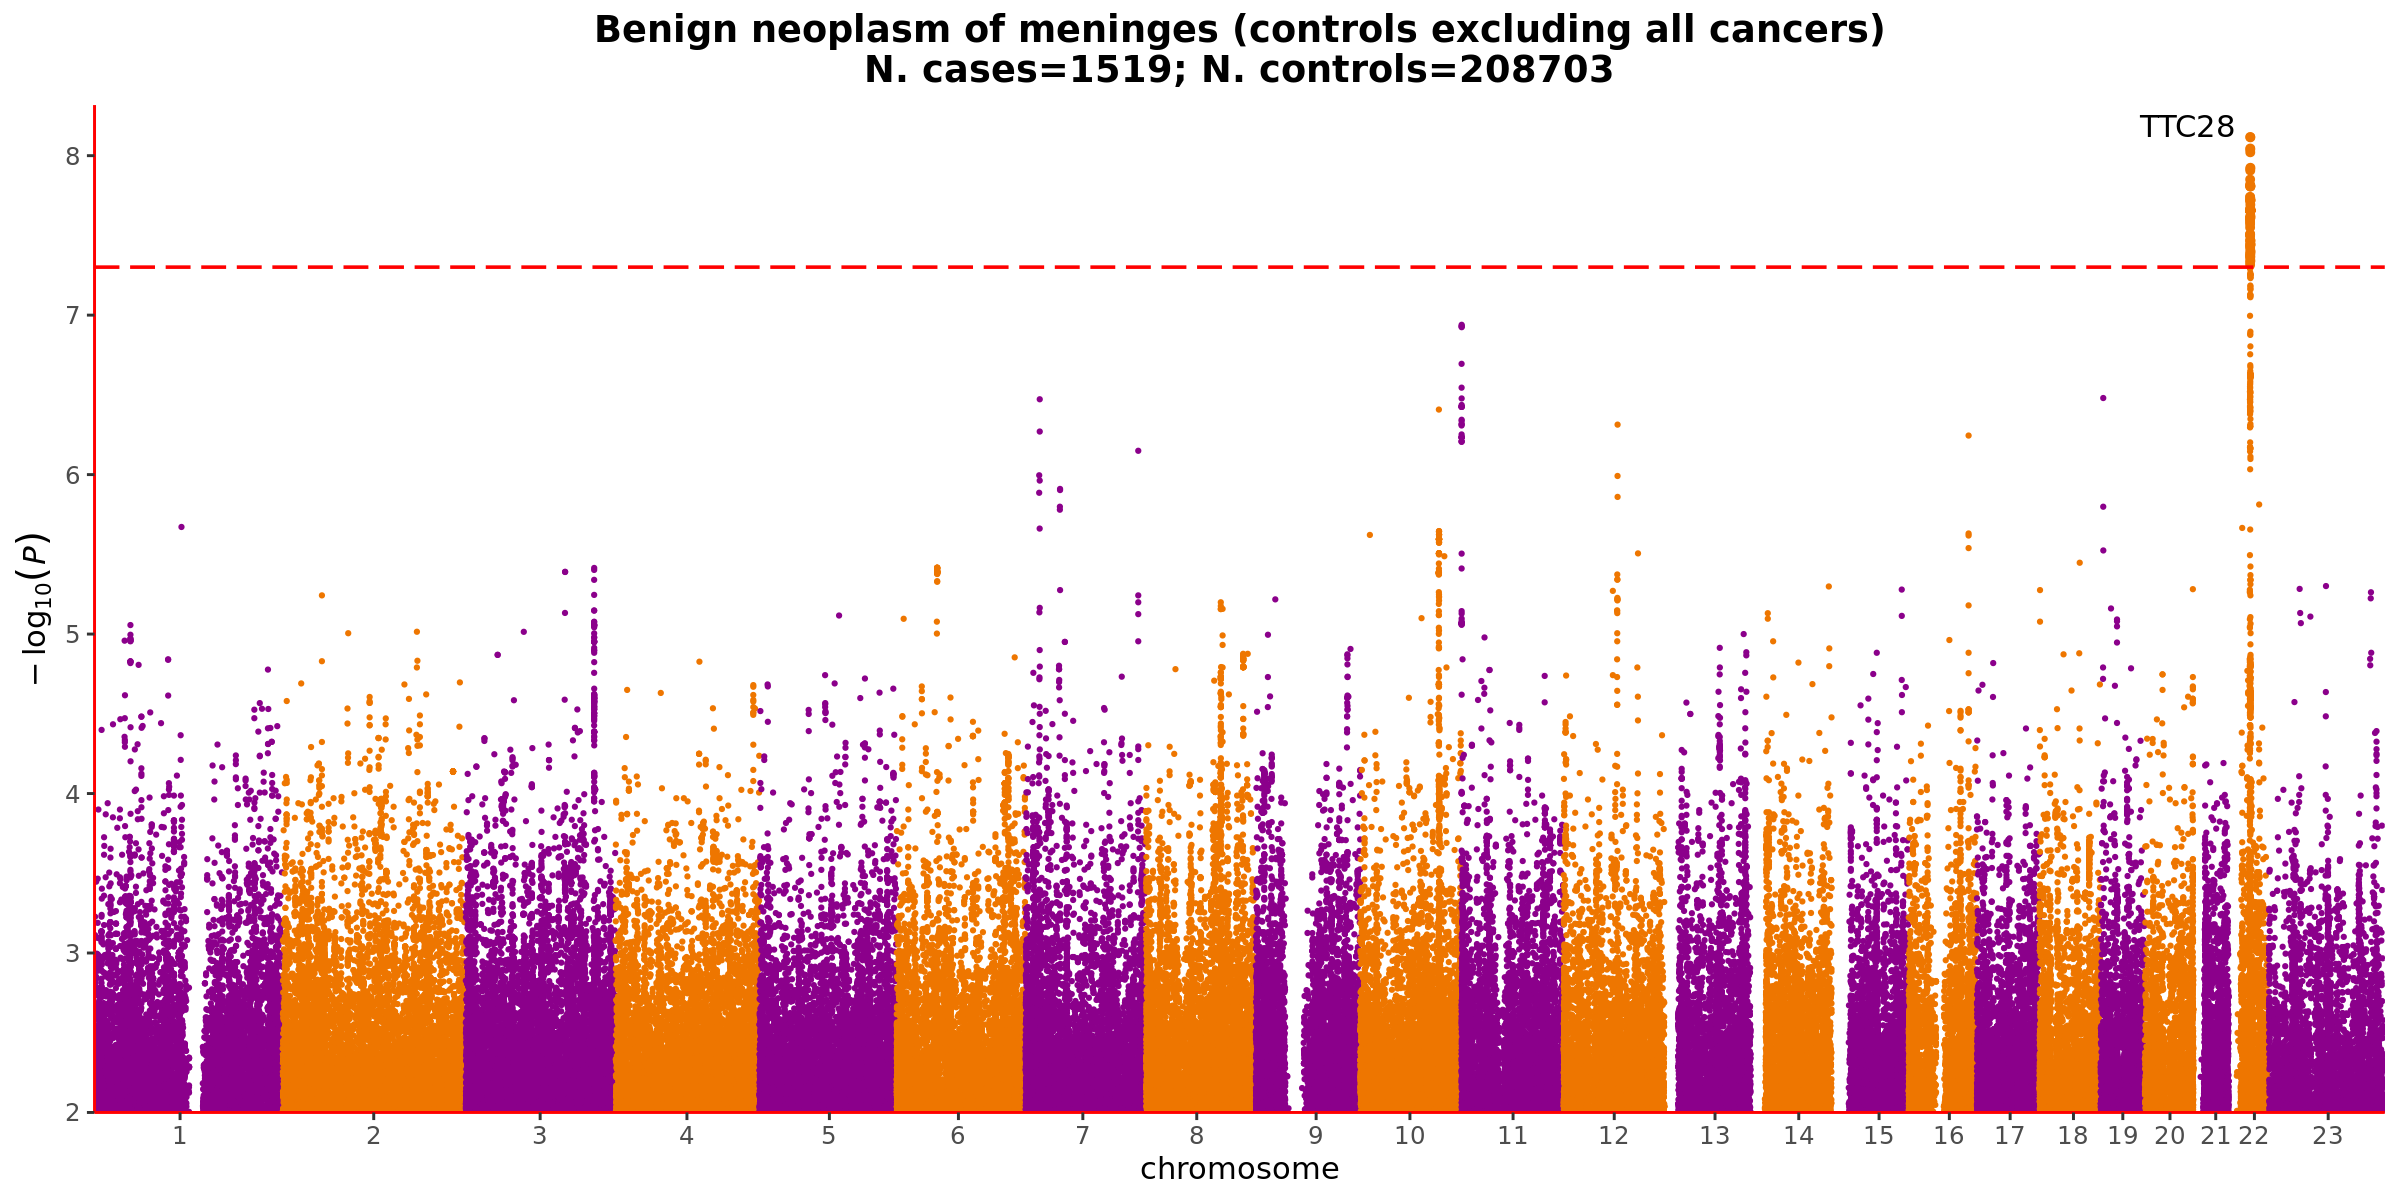 Benign neoplasm of meninges (controls excluding all cancers)
N. cases=1519; N. controls=208703
TTC28
8
7
6
5
4
3
2
−log10(P)
1 2 3 4 5 6 7 8 9 10 11 12 13 14 15 16 17 18 19 20 21 22 23
chromosome